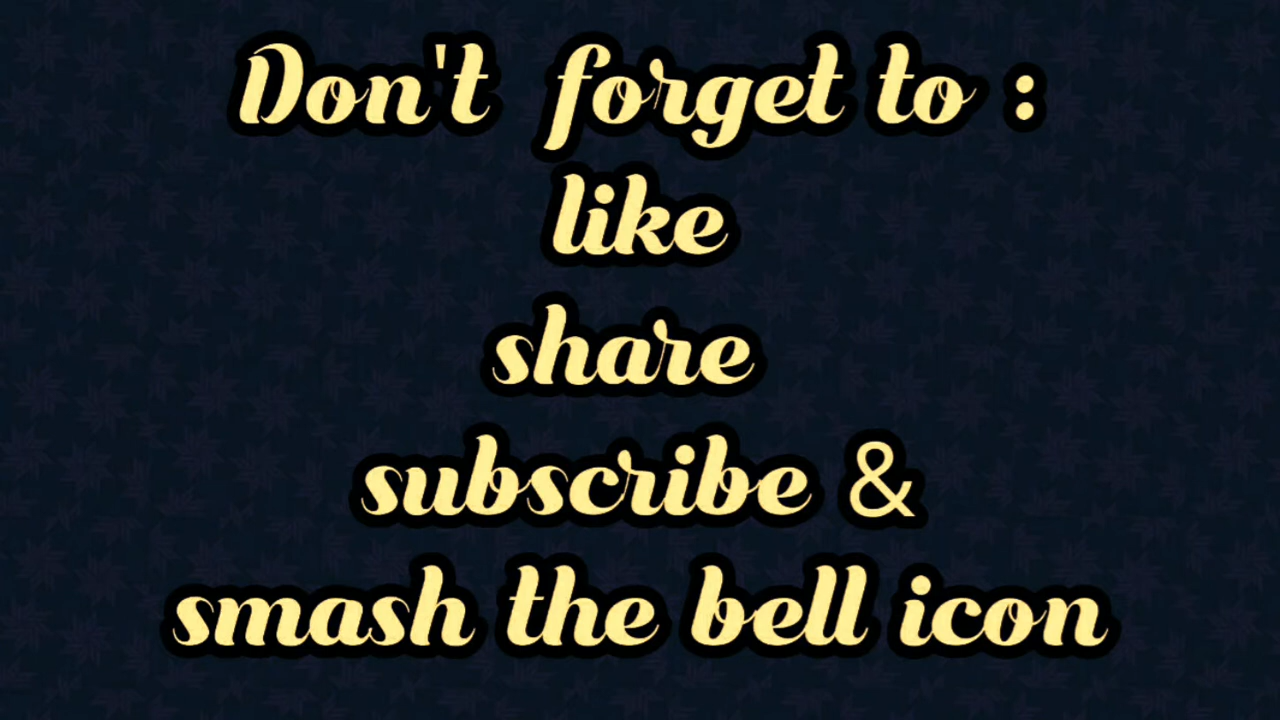 Don't forget to :
like
share
subscribe &
smash the bell icon